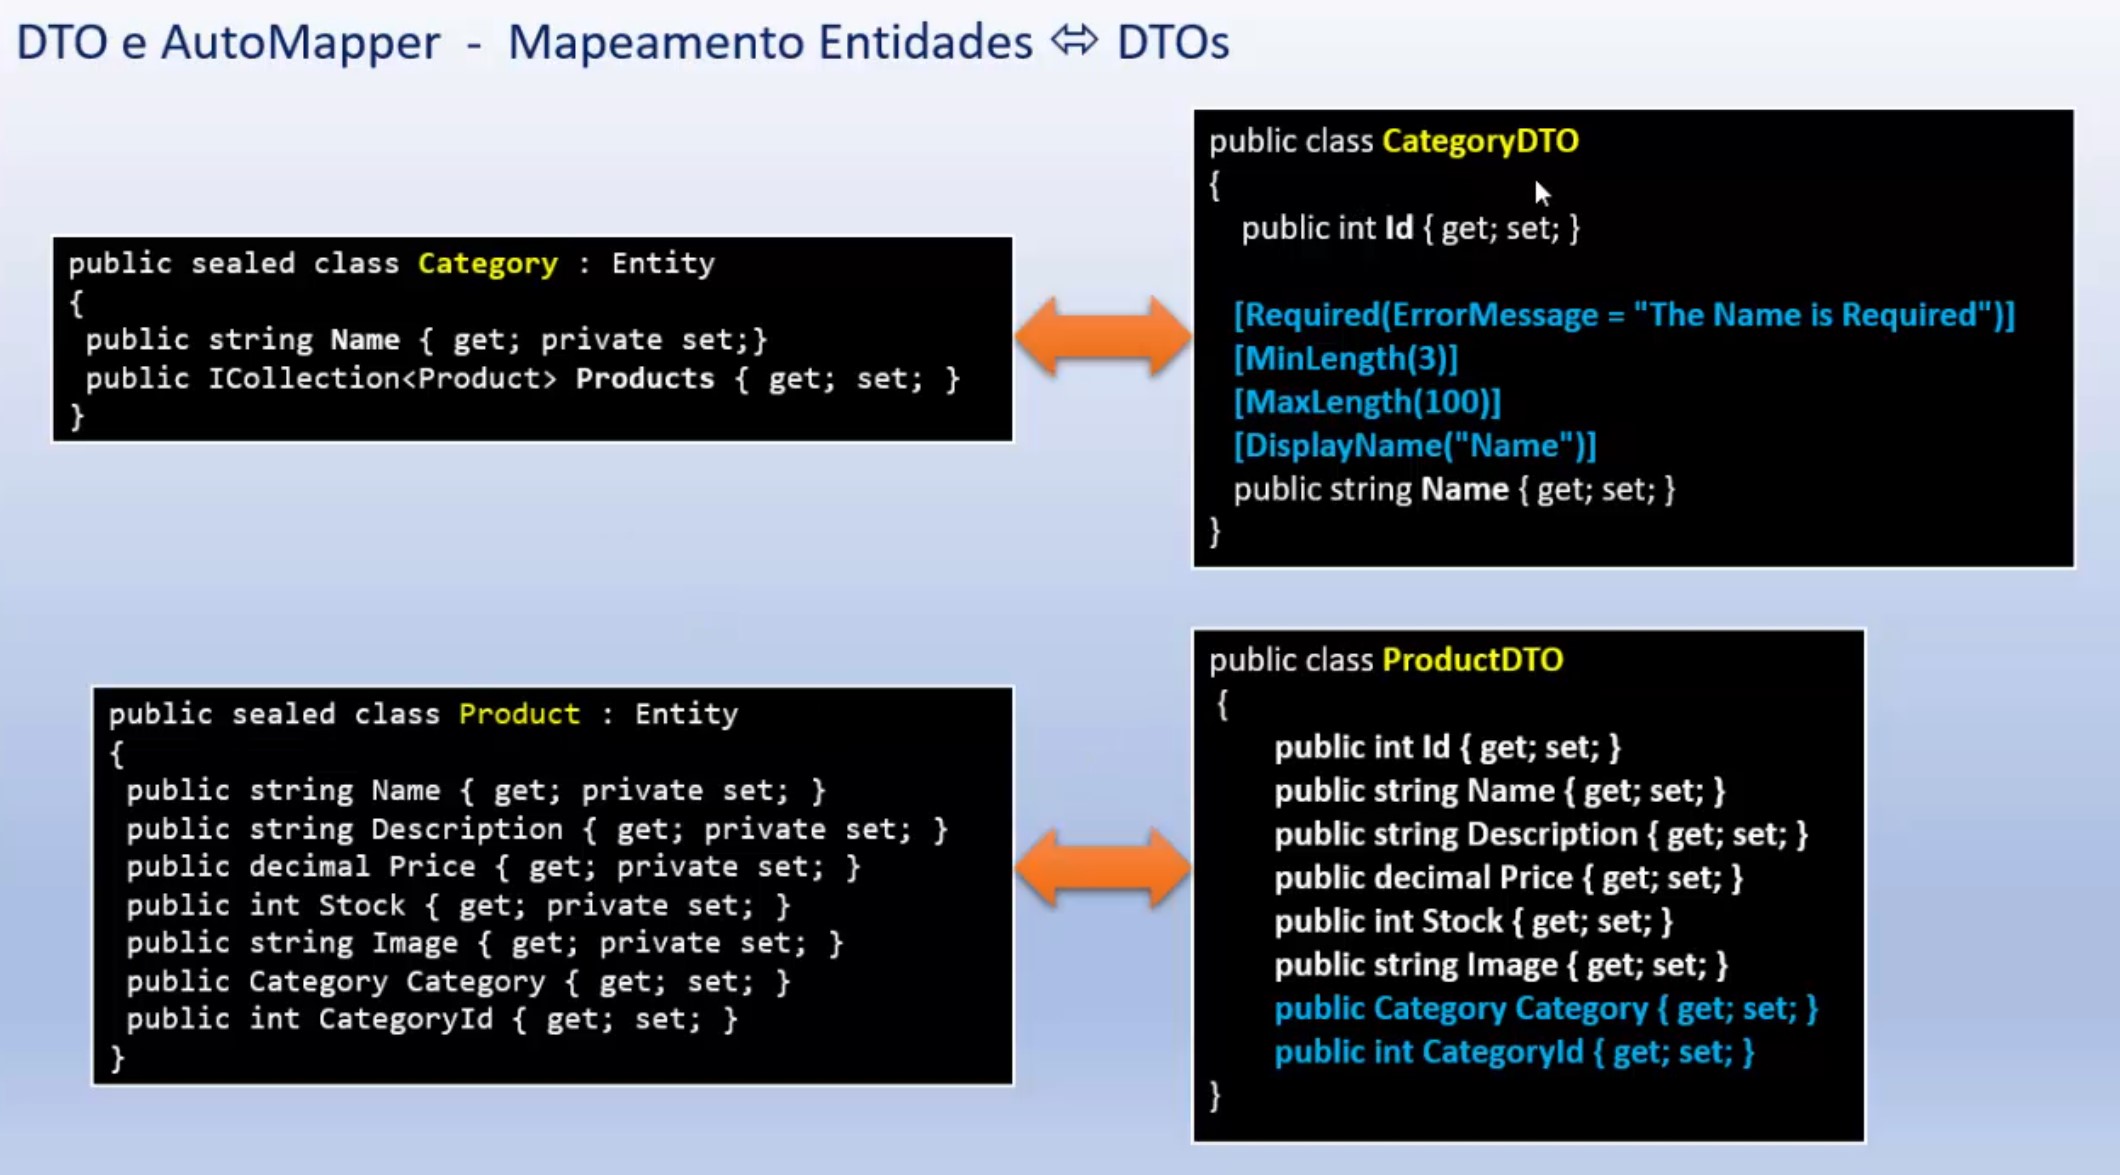 DTO e AutoMapper - Mapeamento Entidades ⇔ DTOs
public sealed class Category : Entity
{
public string Name { get; private set;}
public ICollection<Product> Products { get; set; }
}
public class CategoryDTO
{
public int Id { get; set; }
[Required(ErrorMessage = "The Name is Required")]
[MinLength(3)]
[MaxLength(100)]
[DisplayName("Name")]
public string Name { get; set; }
}
public sealed class Product : Entity
{
public string Name { get; private set; }
public string Description { get; private set; }
public decimal Price { get; private set; }
public int Stock { get; private set; }
public string Image { get; private set; }
public Category Category { get; set; }
public int CategoryId { get; set; }
}
public class ProductDTO
{
public int Id { get; set; }
public string Name { get; set; }
public string Description { get; set; }
public decimal Price { get; set; }
public int Stock { get; set; }
public string Image { get; set; }
public Category Category { get; set; }
public int CategoryId { get; set; }
}